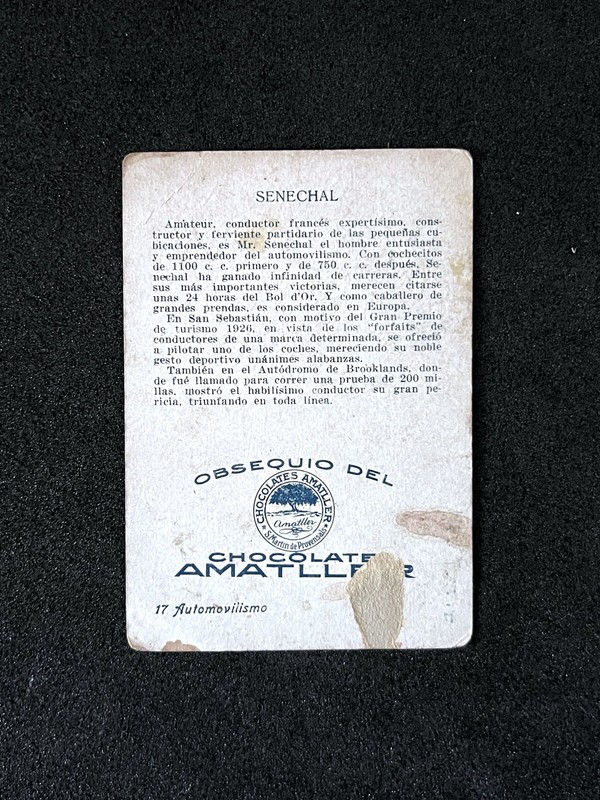 SENECHAL
Amateur, conductor francés expertísimo, cons-
tructor y ferviente partidario de las pequeñas cu-
bicaciones, es Mr. Senechal el hombre entusiasta
y emprendedor del automovilismo. Con cochecitos
de 1100 c. c. primero y de 750 c. c. después, Se-
nechal ha ganado infinidad de carreras. Entre
sus más importantes victorias, merecen citarse
unas 24 horas del Bol d'Or. Y como caballero de
grandes prendas, es considerado en Europa.
En San Sebastián, con motivo del Gran Premio
de turismo 1926, en vista de los "forfaits" de
conductores de una marca determinada, se ofreció
a pilotar uno de los coches, mereciendo su noble
gesto deportivo unánimes alabanzas.
También en el Autódromo de Brooklands, don-
de fué llamado para correr una prueba de 200 mi-
llas, mostró el habilísimo conductor su gran pe-
ricia, triunfando en toda línea.
OBSEQUIO DEL
CHOCOLATES AMATLLER
Amatller
S. Martin de Provensals
CHOCOLATE
AMATLLER
17 Automovilismo